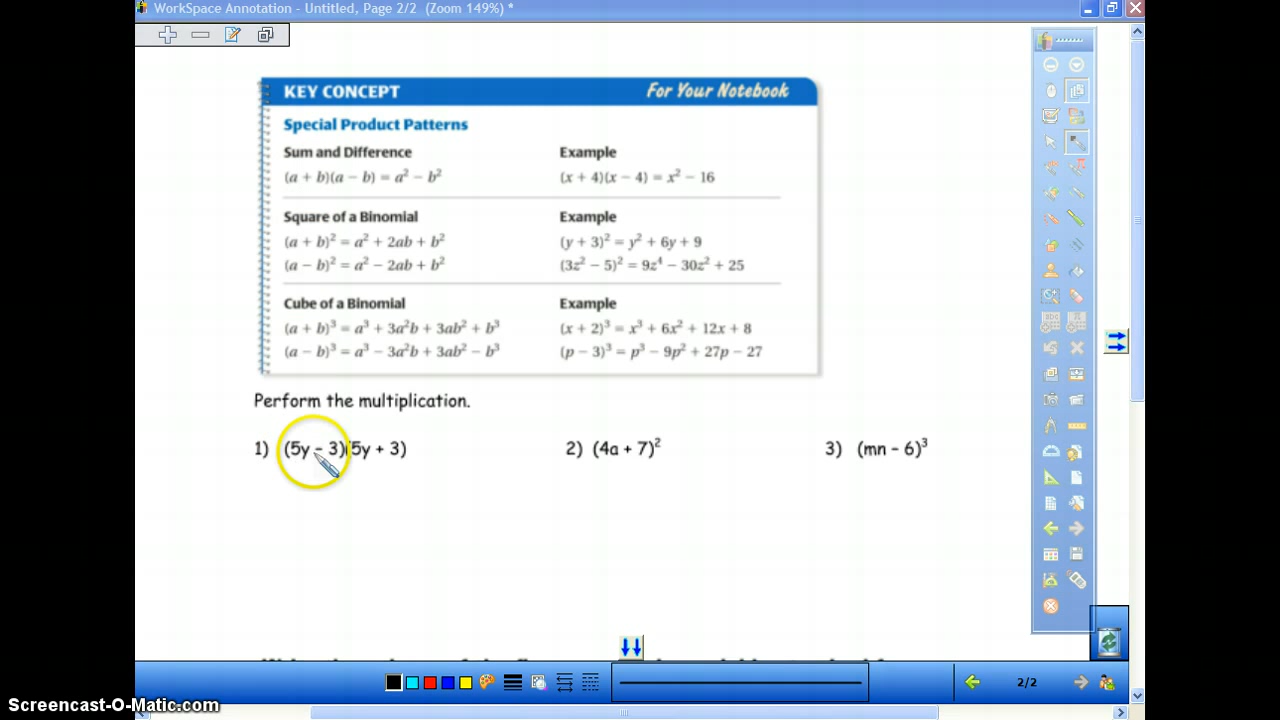 WorkSpace Annotation - Untitled, Page 2/2 (Zoom 149%) *
KEY CONCEPT For Your Notebook
Special Product Patterns
Sum and Difference Example
(a + b)(a − b) = a² − b² (x + 4)(x − 4) = x² − 16
Square of a Binomial Example
(a + b)² = a² + 2ab + b² (y + 3)² = y² + 6y + 9
(a − b)² = a² − 2ab + b² (3z² − 5)² = 9z⁴ − 30z² + 25
Cube of a Binomial Example
(a + b)³ = a³ + 3a²b + 3ab² + b³ (x + 2)³ = x³ + 6x² + 12x + 8
(a − b)³ = a³ − 3a²b + 3ab² − b³ (p − 3)³ = p³ − 9p² + 27p − 27
Perform the multiplication.
1) (5y – 3)(5y + 3) 2) (4a + 7)² 3) (mn – 6)³
2/2
Screencast-O-Matic.com